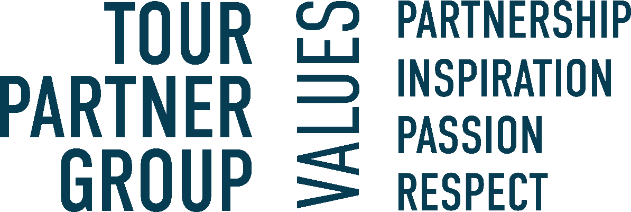 TOUR
PARTNER
GROUP
VALUES
PARTNERSHIP
INSPIRATION
PASSION
RESPECT